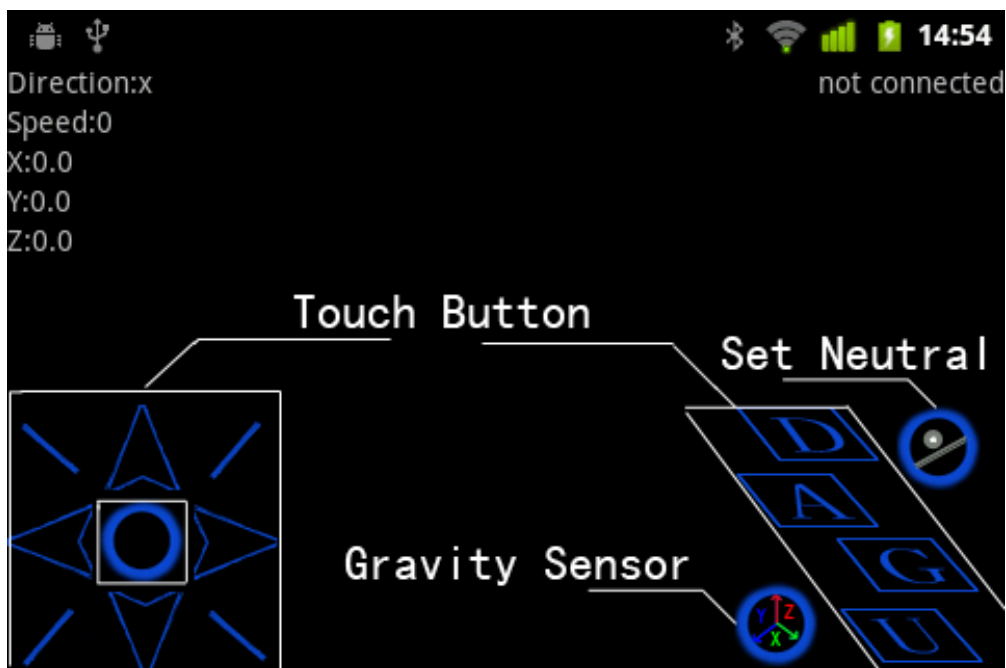 14:54
Direction:x
not connected
Speed:0
X:0.0
Y:0.0
Z:0.0
Touch Button
Set Neutral
D
A
G
U
Gravity Sensor
Y
Z
X